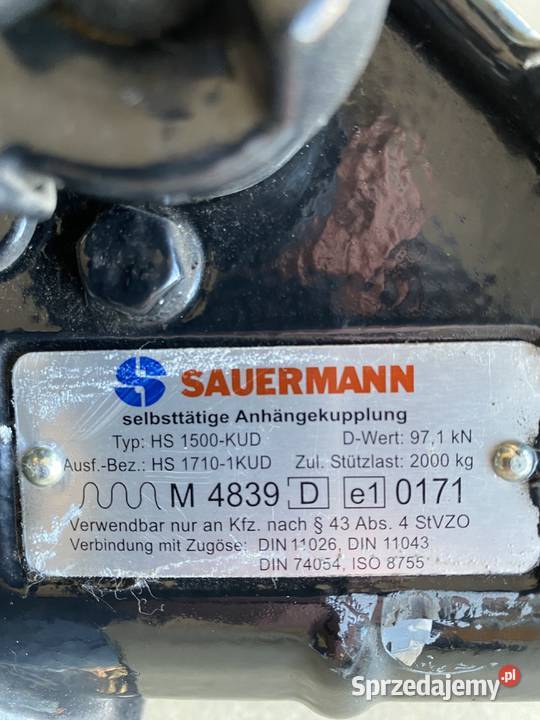 SAUERMANN
selbsttätige Anhängekupplung
Typ: HS 1500-KUD D-Wert: 97,1 kN
Ausf.-Bez.: HS 1710-1KUD Zul. Stützlast: 2000 kg
M 4839 D e1 0171
Verwendbar nur an Kfz. nach § 43 Abs. 4 StVZO
Verbindung mit Zugöse: DIN 11026, DIN 11043
DIN 74054, ISO 8755
Sprzedajemy.pl